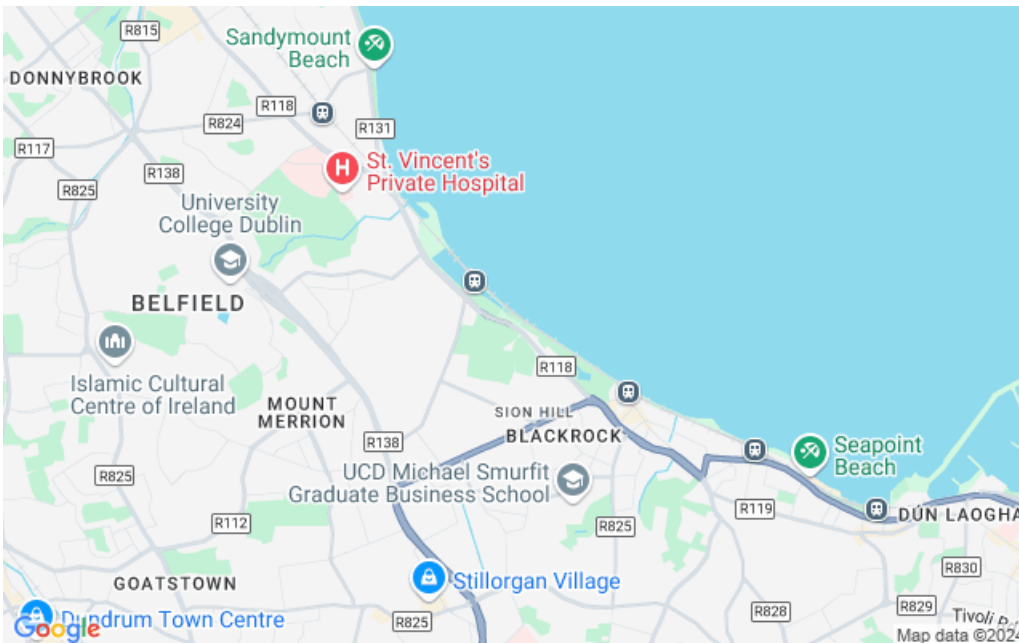 R815
Sandymount
Beach
DONNYBROOK
R118
R824
R131
R117
St. Vincent's
Private Hospital
R138
R825
University
College Dublin
BELFIELD
Islamic Cultural
Centre of Ireland
R118
MOUNT
MERRION
SION HILL
BLACKROCK
R138
Seapoint
Beach
UCD Michael Smurfit
Graduate Business School
R825
R119
R112
R825
DÚN LAOGHA
GOATSTOWN
Stillorgan Village
R830
Dundrum Town Centre
R825
R828
R829
Tivoli
Google
Map data ©202